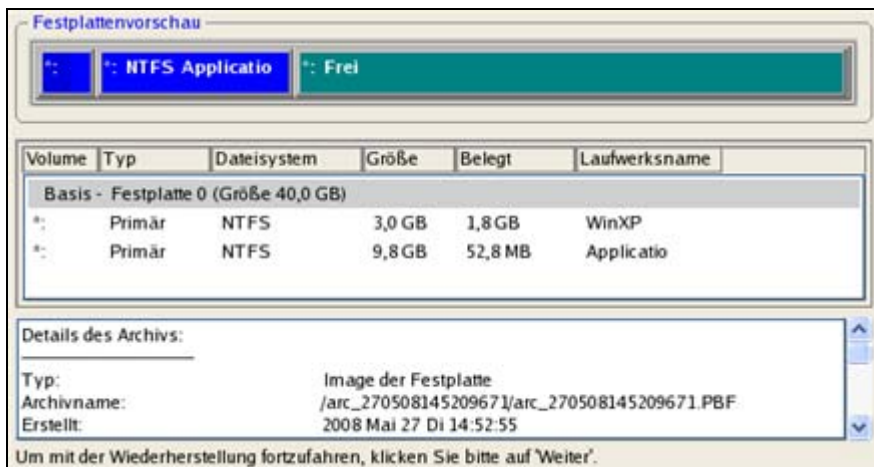 Festplattenvorschau
*: *: NTFS Applicatio *: Frei
Volume Typ Dateisystem Größe Belegt Laufwerksname
Basis - Festplatte 0 (Größe 40,0 GB)
*: Primär NTFS 3,0 GB 1,8 GB WinXP
*: Primär NTFS 9,8 GB 52,8 MB Applicatio
Details des Archivs:
Typ: Image der Festplatte
Archivname: /arc_270508145209671/arc_270508145209671.PBF
Erstellt: 2008 Mai 27 Di 14:52:55
Um mit der Wiederherstellung fortzufahren, klicken Sie bitte auf 'Weiter'.